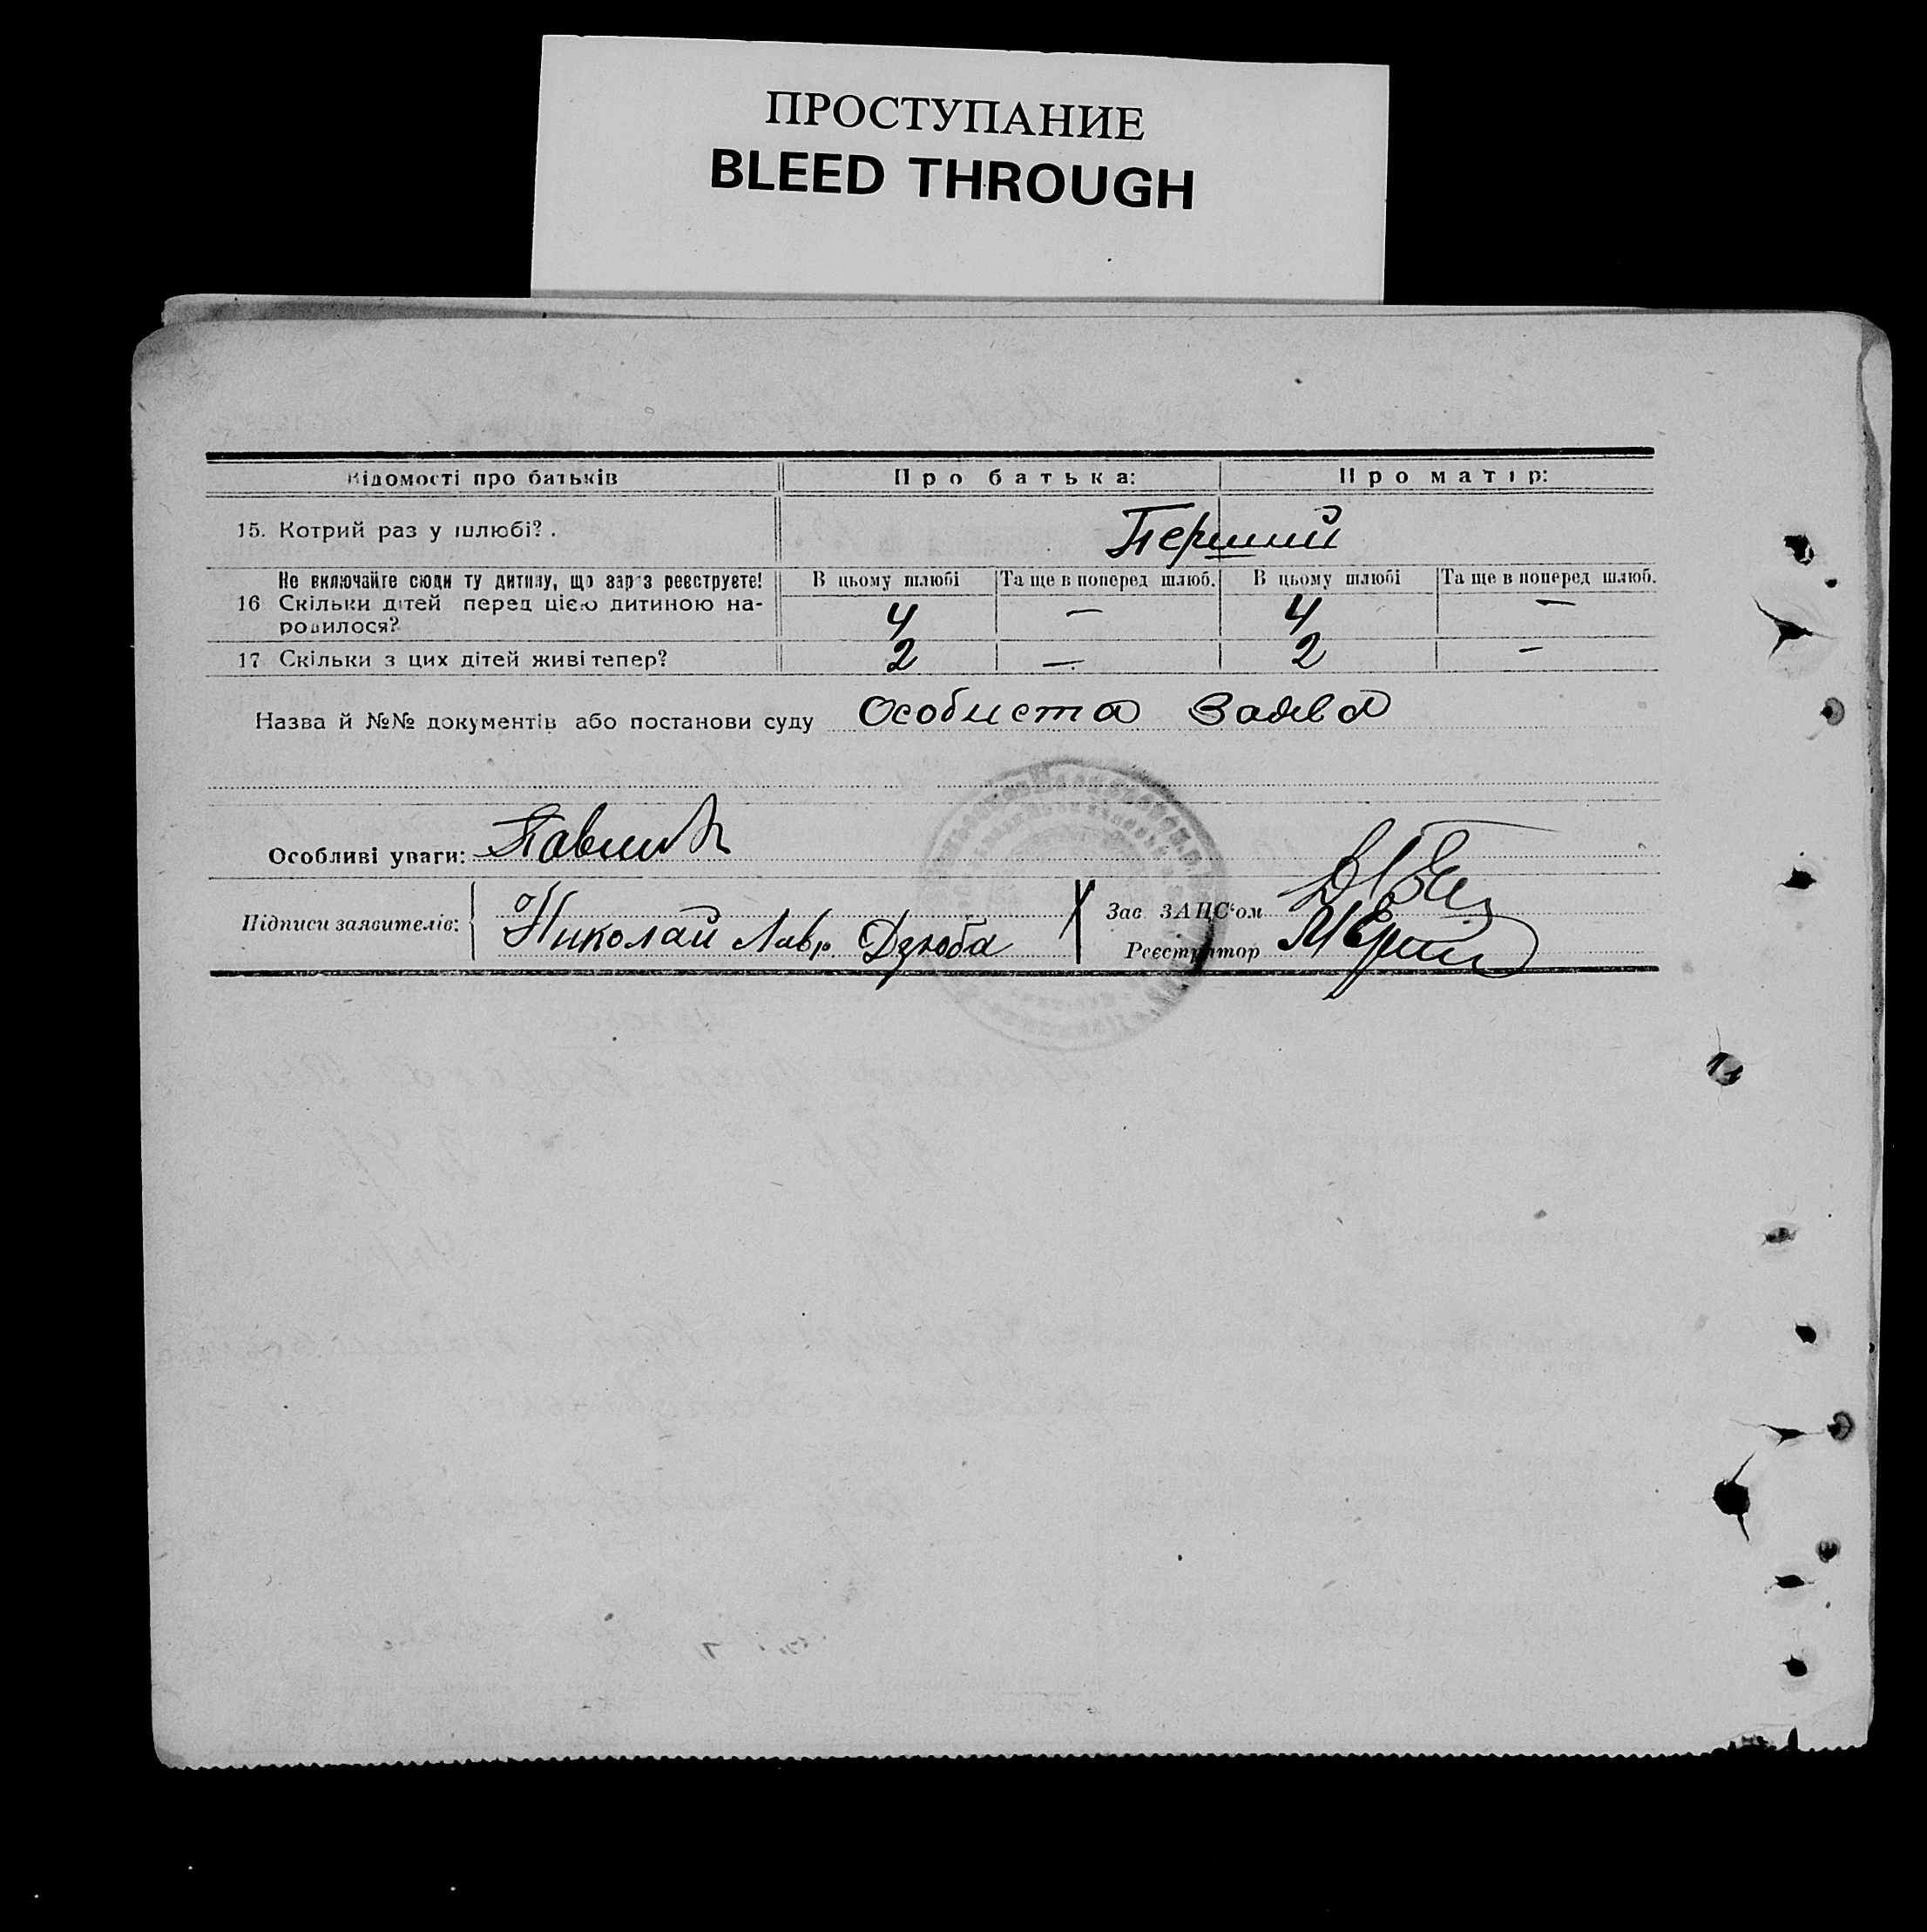 ПРОСТУПАНИЕ
BLEED THROUGH
Відомості про батьків Про батька: Про матір:
15. Котрий раз у шлюбі? . Перший
Не включайте сюди ту дитину, що зараз реєструєте! В цьому шлюбі Та ще в поперед шлюб. В цьому шлюбі Та ще в поперед шлюб.
16 Скільки дітей перед цією дитиною на-
родилося? 4 — 4 —
17 Скільки з цих дітей живі тепер? 2 — 2 —
Назва й №№ документів або постанови суду Особиста Заява
Особливі уваги:
Підписи заявителів: Николай Лавр. Дзюба
Зав ЗАГС‘ом
Реєстратор